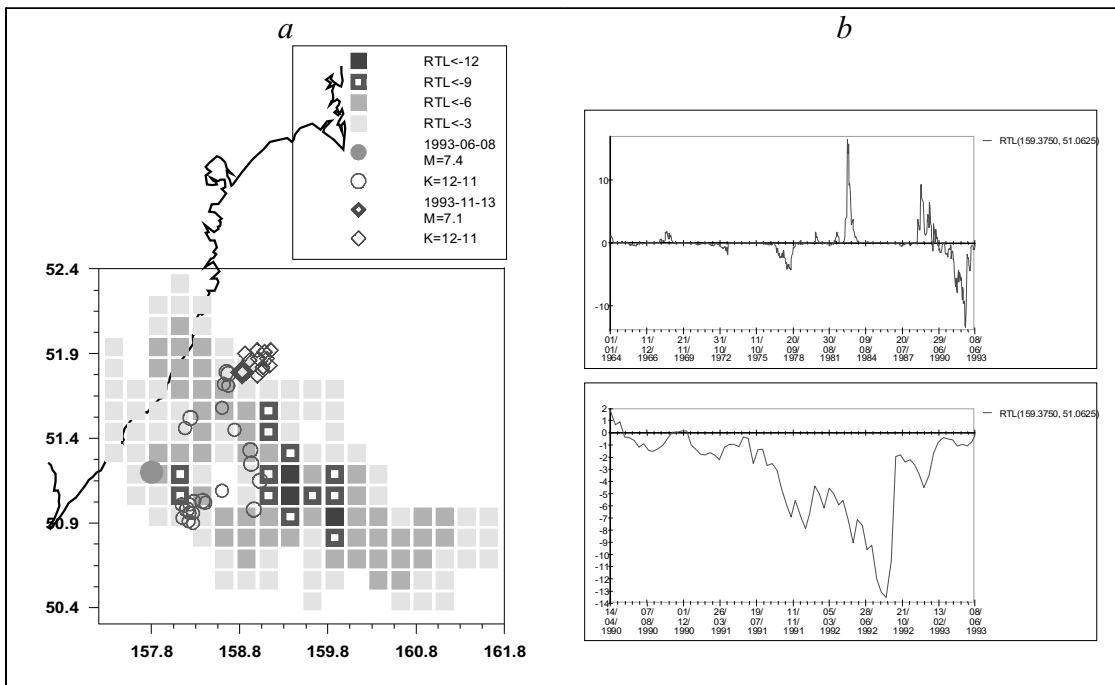 a
b
RTL<-12
RTL<-9
RTL<-6
RTL<-3
1993-06-08
M=7.4
K=12-11
1993-11-13
M=7.1
K=12-11
52.4
51.9
51.4
50.9
50.4
157.8 158.8 159.8 160.8 161.8
RTL(159.3750, 51.0625)
10
0
-10
01/ 11/ 21/ 31/ 11/ 20/ 30/ 09/ 20/ 29/ 08/
01 12/ 11/ 10/ 10/ 09/ 08/ 08/ 07/ 06/ 06/
1964 1966 1969 1972 1975 1978 1981 1984 1987 1990 1993
RTL(159.3750, 51.0625)
2
1
0
-1
-2
-3
-4
-5
-6
-7
-8
-9
-10
-11
-12
-13
-14
14/ 07/ 01/ 26/ 19/ 11/ 05/ 28/ 21/ 13/ 08/
04/ 08/ 12/ 03/ 07/ 11/ 03/ 06/ 10/ 02/ 06/
1990 1990 1990 1991 1991 1991 1992 1992 1992 1993 1993